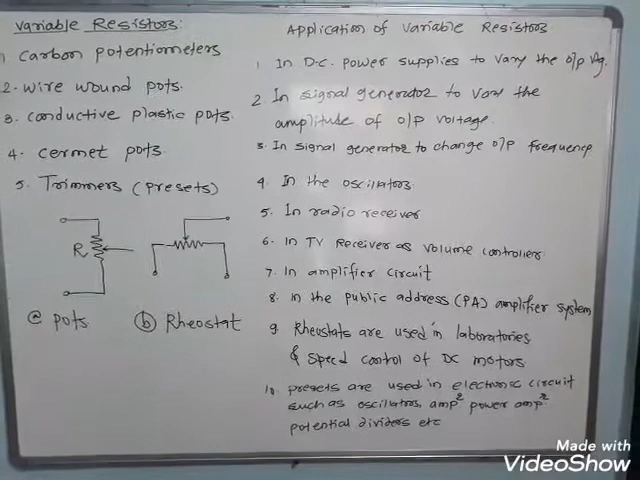 Variable Resistors:
1 Carbon potentiometers
2. wire wound pots.
3. conductive plastic pots.
4. cermet pots.
5. Trimmers (presets)
R
@ pots
(b) Rheostat
Application of variable Resistors
1. In D.C. power supplies to vary the o/p Vg.
2 In signal generator to vary the
amplitude of o/p voltage.
3. In signal generator to change o/p frequency
4. In the oscillators
5. In radio receiver
6. In TV Receiver as volume controllers
7. In amplifier circuit
8. in the public address (PA) amplifier system
9. Rheostats are used in laboratories
& speed control of DC motors
10. presets are used in electronic circuit
such as oscillators, ampr power ampr
potential dividers etc
Made with
VideoShow